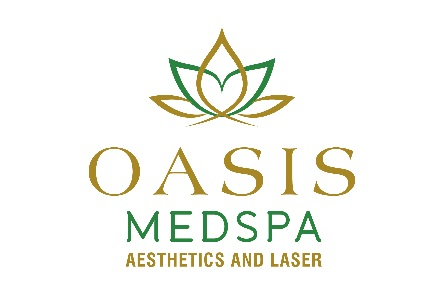 OASIS
MEDSPA
AESTHETICS AND LASER